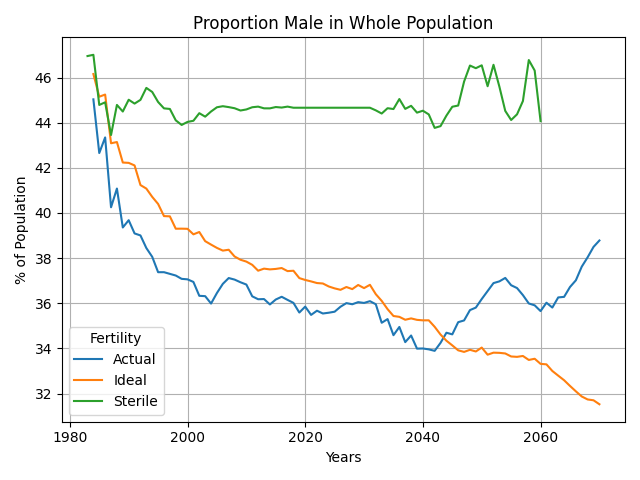 Proportion Male in Whole Population
% of Population
46
44
42
40
38
36
34
32
Fertility
Actual
Ideal
Sterile
1980
2000
2020
2040
2060
Years